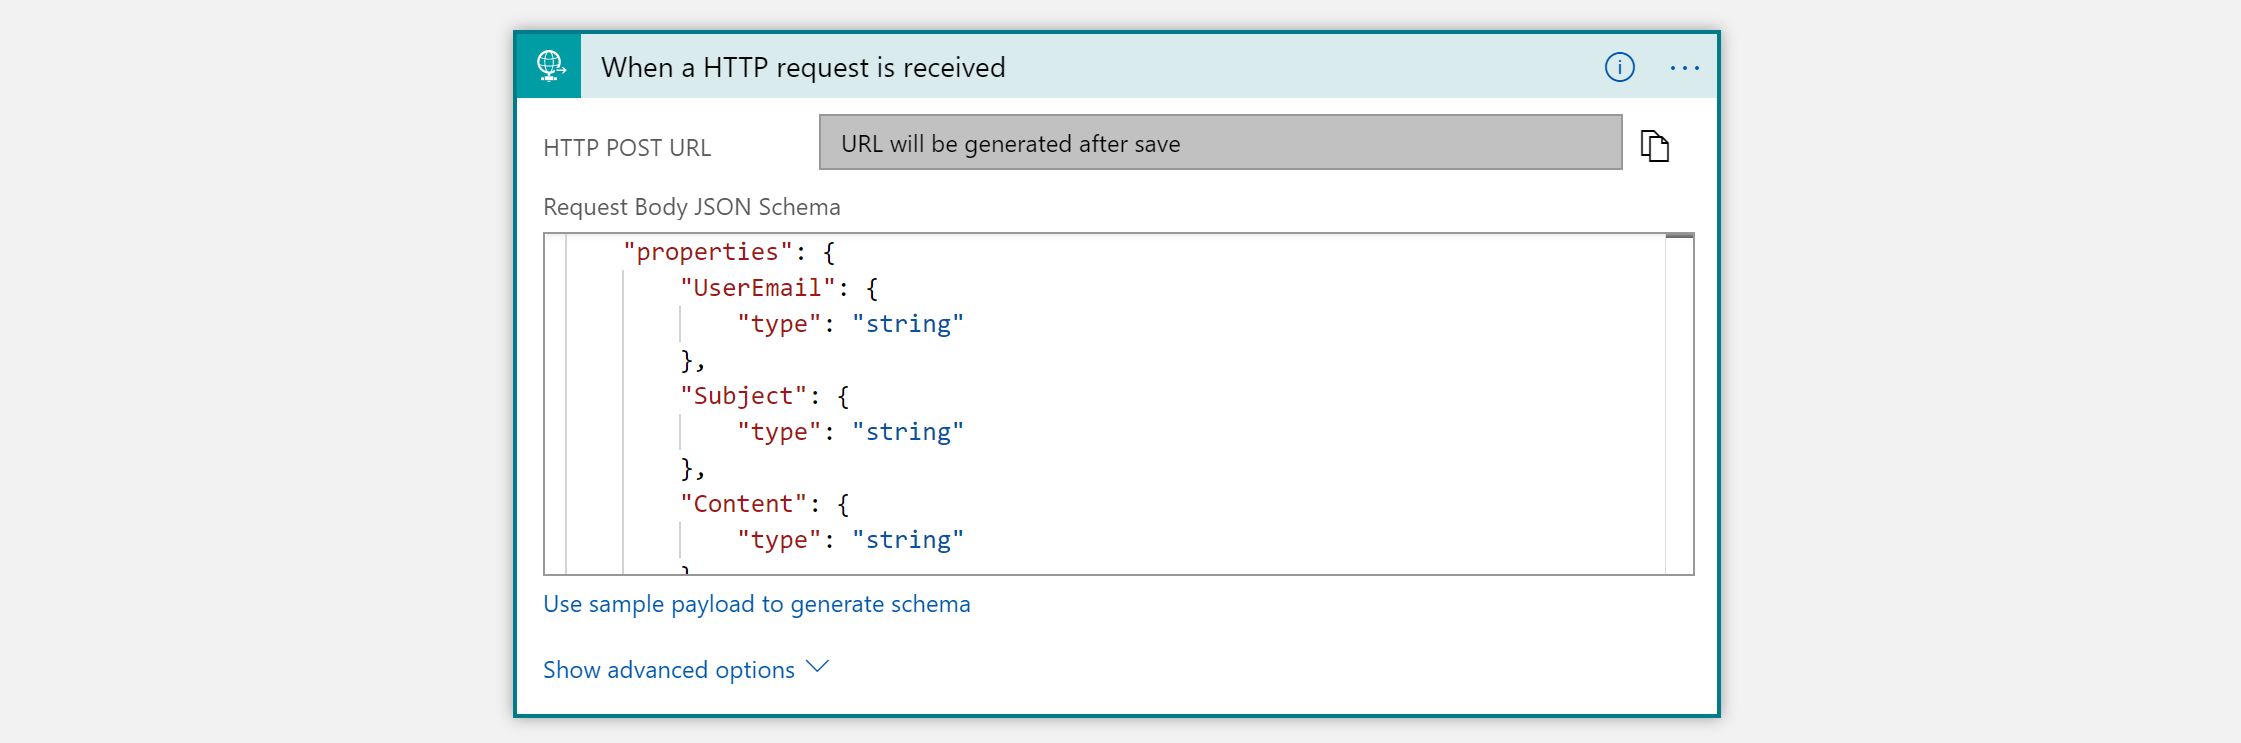 When a HTTP request is received
HTTP POST URL
URL will be generated after save
Request Body JSON Schema
"properties": {
"UserEmail": {
"type": "string"
},
"Subject": {
"type": "string"
},
"Content": {
"type": "string"
}
Use sample payload to generate schema
Show advanced options